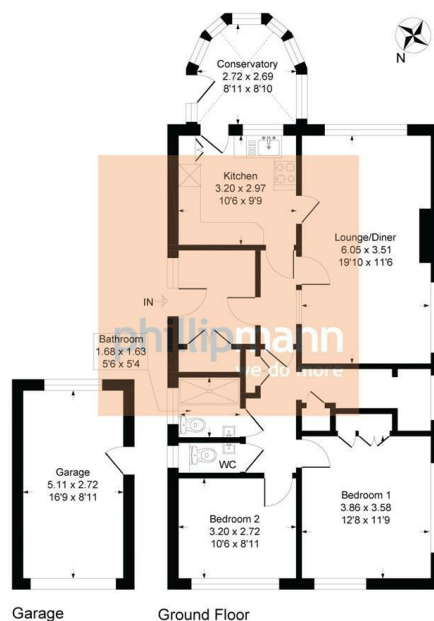 N
Conservatory
2.72 x 2.69
8'11 x 8'10
Kitchen
3.20 x 2.97
10'6 x 9'9
Lounge/Diner
6.05 x 3.51
19'10 x 11'6
IN
phillipmann
we do more
Bathroom
1.68 x 1.63
5'6 x 5'4
Garage
5.11 x 2.72
16'9 x 8'11
WC
Bedroom 2
3.20 x 2.72
10'6 x 8'11
Bedroom 1
3.86 x 3.58
12'8 x 11'9
Garage
Ground Floor